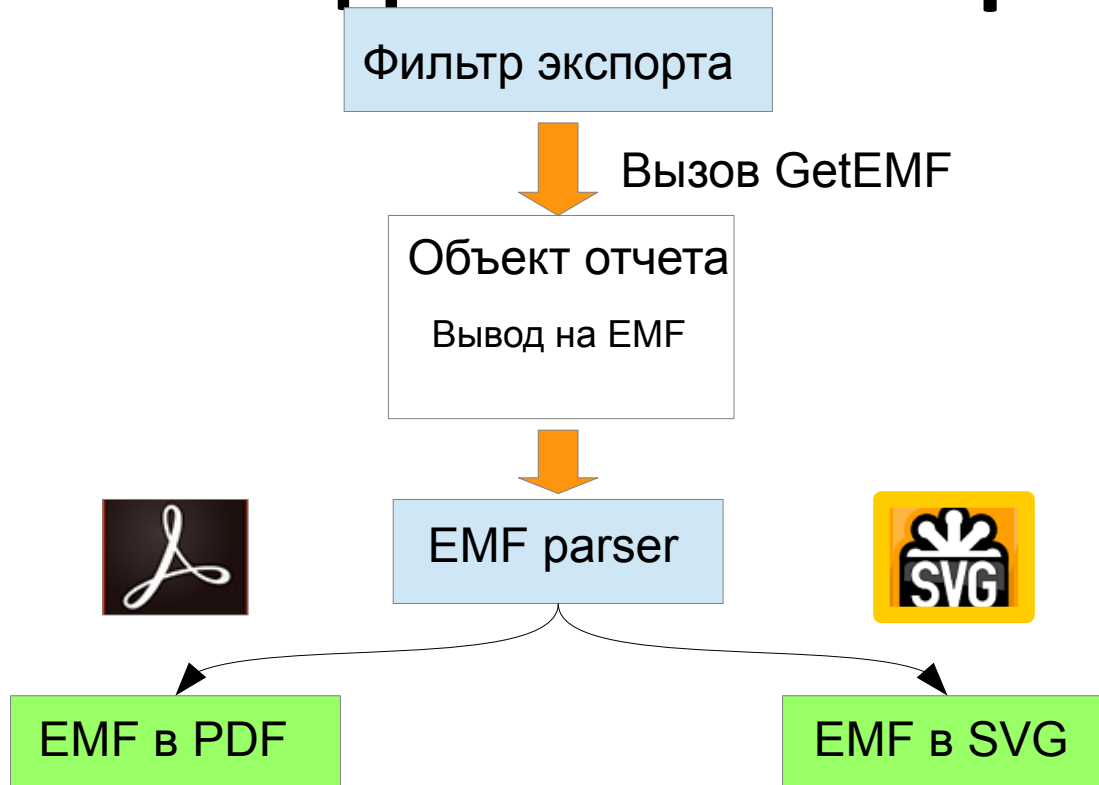 Фильтр экспорта
Вызов GetEMF
Объект отчета
Вывод на EMF
EMF parser
SVG
EMF в PDF
EMF в SVG